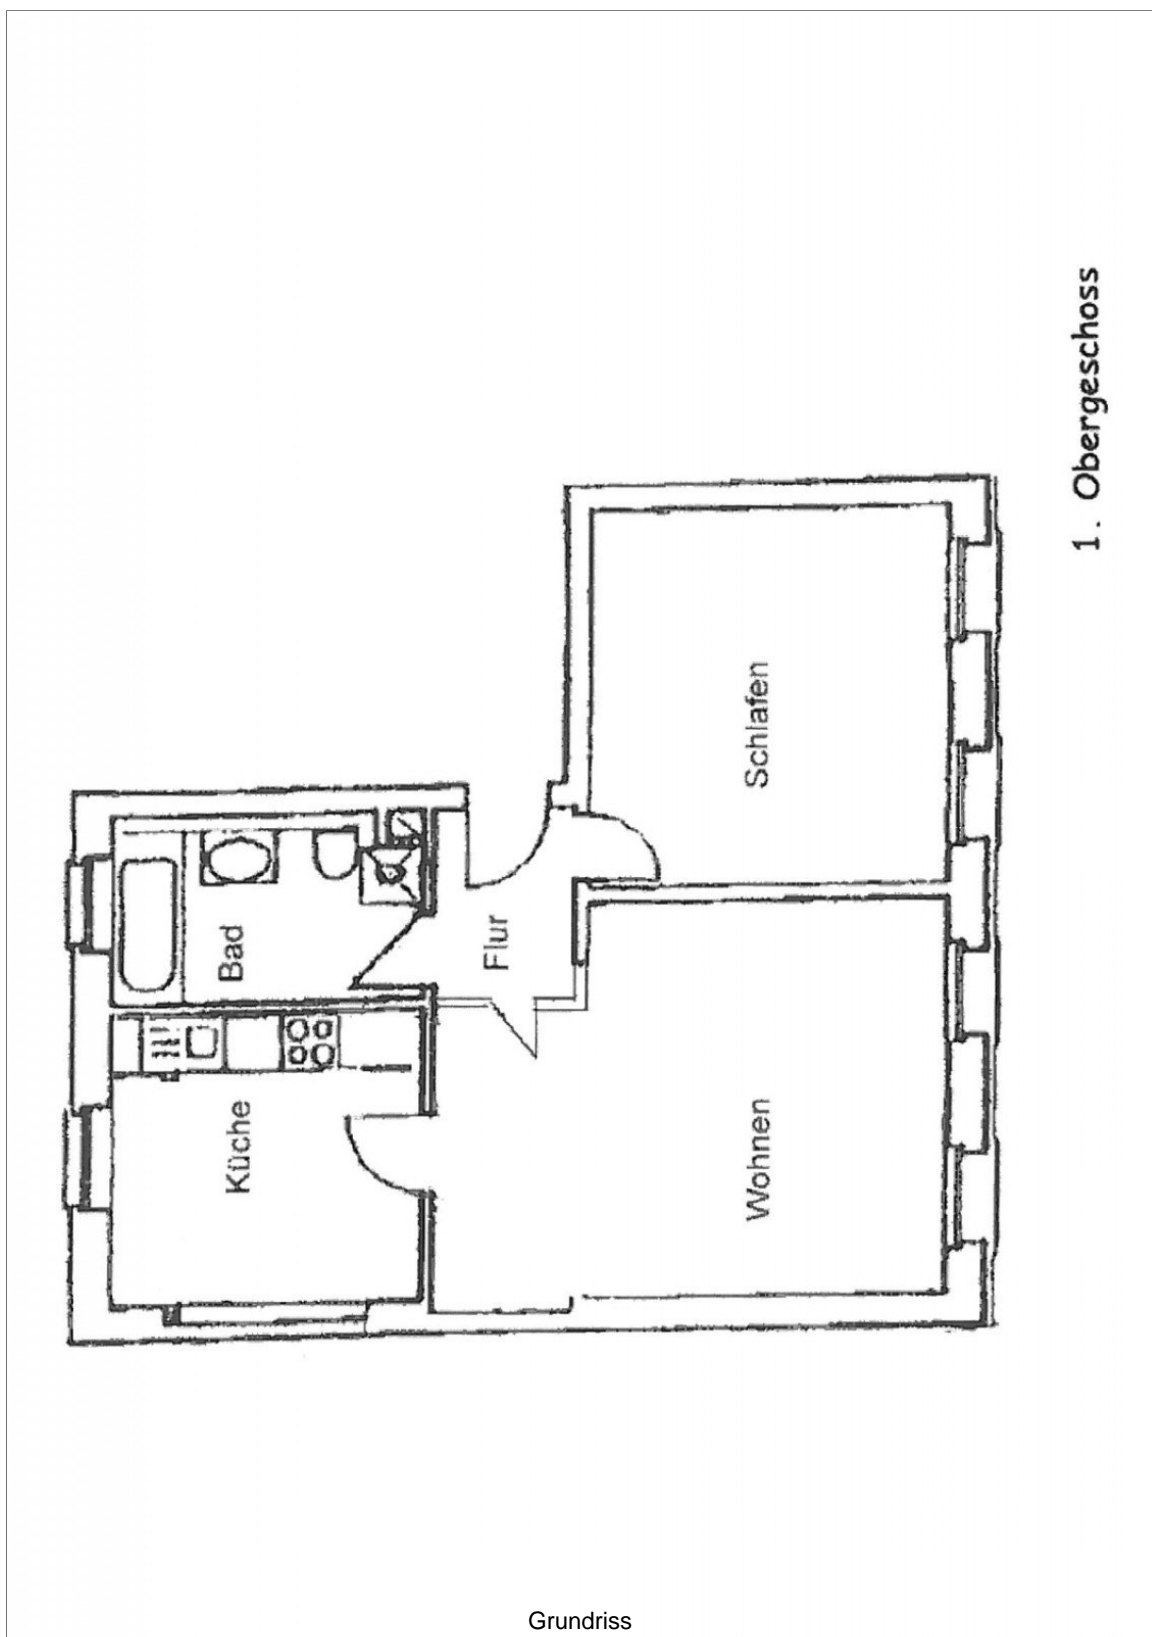 Küche
Bad
Flur
Wohnen
Schlafen
1. Obergeschoss
Grundriss